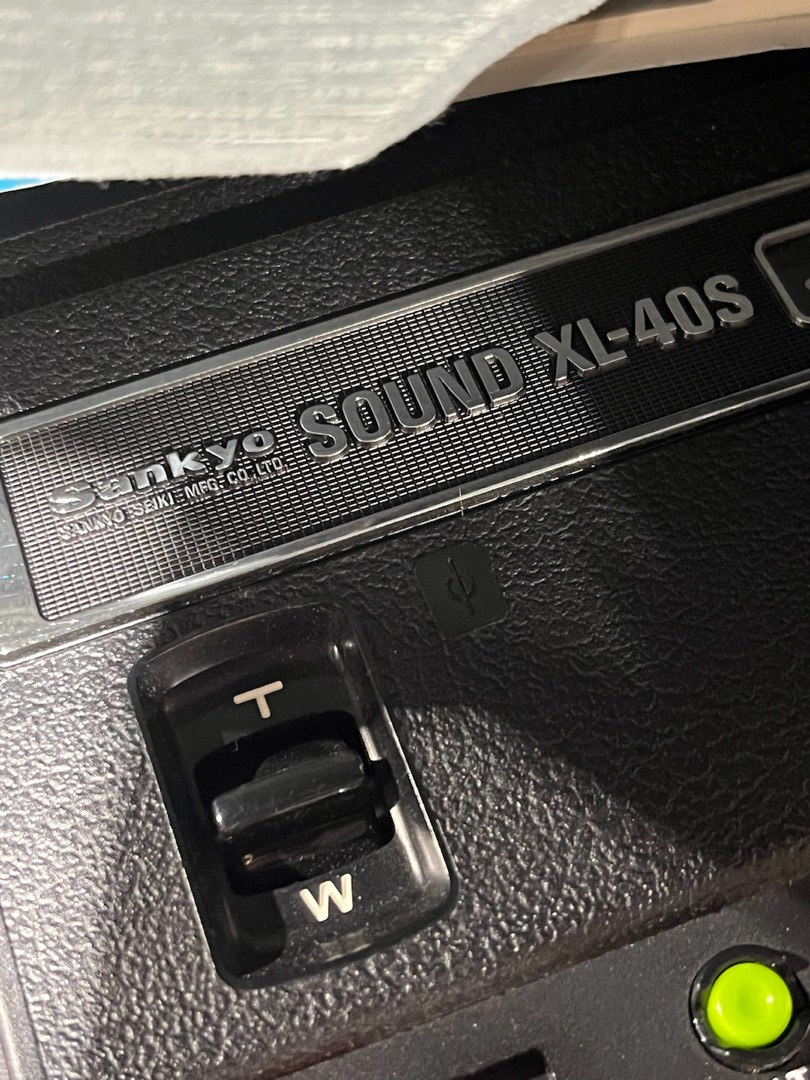 Sankyo SOUND XL-40S
SANKYO SEIKI MFG. CO., LTD.
T
W